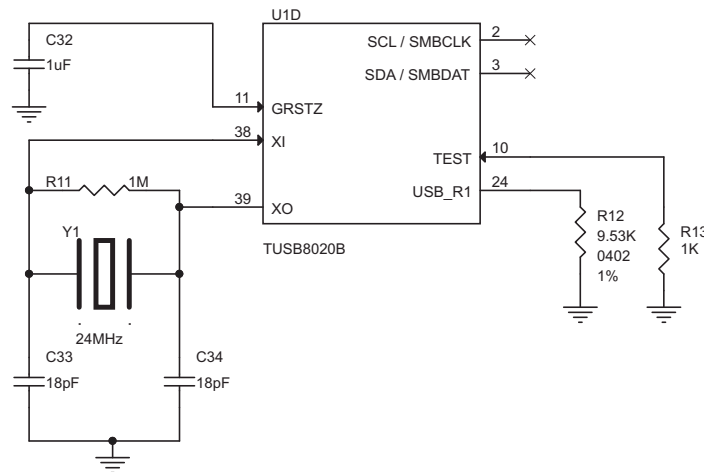 U1D
C32
1uF
SCL / SMBCLK
2
SDA / SMBDAT
3
11
GRSTZ
38
XI
TEST
10
R11
1M
USB_R1
24
39
XO
R12
9.53K
0402
1%
R13
1K
Y1
TUSB8020B
24MHz
C33
18pF
C34
18pF